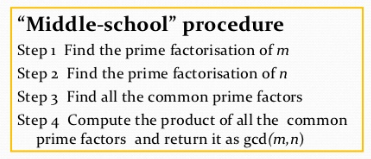 “Middle-school” procedure
Step 1 Find the prime factorisation of m
Step 2 Find the prime factorisation of n
Step 3 Find all the common prime factors
Step 4 Compute the product of all the common
prime factors and return it as gcd(m,n)